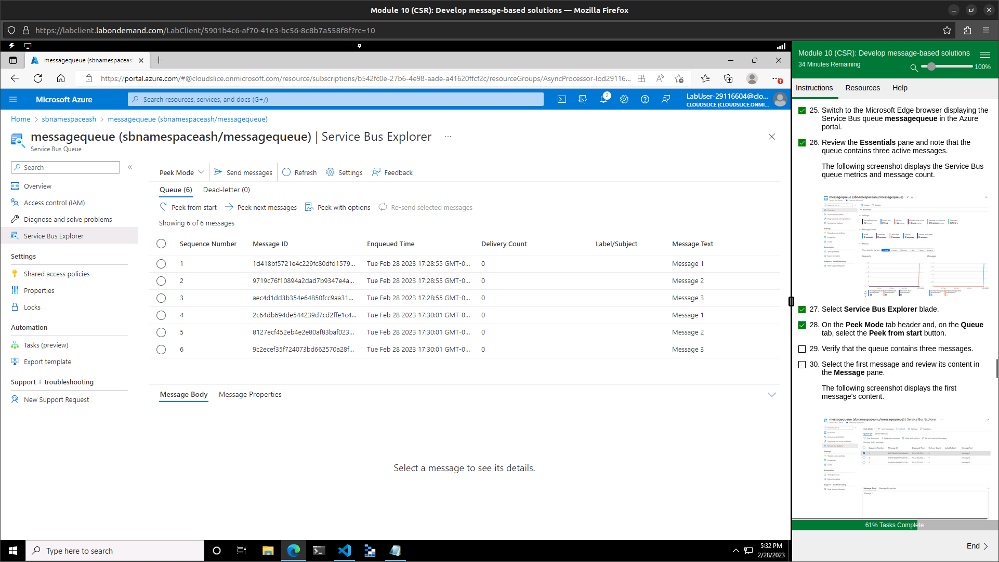 Module 10 (CSR): Develop message-based solutions — Mozilla Firefox
https://labclient.labondemand.com/LabClient/5901b4c6-af70-41e3-bc56-8c8b7a558f8f?rc=10
messagequeue (sbnamespaceas
https://portal.azure.com/#@cloudslice.onmicrosoft.com/resource/subscriptions/b542fc0e-27b6-4e98-aade-a41620ffcf2c/resourceGroups/AsyncProcessor-lod29116...
Microsoft Azure
Search resources, services, and docs (G+/)
2
LabUser-29116604@clo...
CLOUDSLICE (CLOUDSLICE.ONMI...
Home > sbnamespaceash > messagequeue (sbnamespaceash/messagequeue)
messagequeue (sbnamespaceash/messagequeue) | Service Bus Explorer ...
Service Bus Queue
Search
Overview
Access control (IAM)
Diagnose and solve problems
Service Bus Explorer
Settings
Shared access policies
Properties
Locks
Automation
Tasks (preview)
Export template
Support + troubleshooting
New Support Request
Peek Mode Send messages Refresh Settings Feedback
Queue (6) Dead-letter (0)
Peek from start Peek next messages Peek with options Re-send selected messages
Showing 6 of 6 messages
Sequence Number Message ID Enqueued Time Delivery Count Label/Subject Message Text
1 1d418bf5721e4c229fc80dfd1579... Tue Feb 28 2023 17:28:55 GMT-0... 0 Message 1
2 9719c76f10894a2dad7b9347e4a... Tue Feb 28 2023 17:28:55 GMT-0... 0 Message 2
3 aec4d1dd3b354e64850fcc9aa31... Tue Feb 28 2023 17:28:55 GMT-0... 0 Message 3
4 2c64db694de544239d7cd2ffe1c4... Tue Feb 28 2023 17:30:01 GMT-0... 0 Message 1
5 8127ecf452eb4e2e80af83baf023... Tue Feb 28 2023 17:30:01 GMT-0... 0 Message 2
6 9c2ecef35f724073bd662570a28f... Tue Feb 28 2023 17:30:01 GMT-0... 0 Message 3
Message Body Message Properties
Select a message to see its details.
Type here to search
5:32 PM
2/28/2023
Module 10 (CSR): Develop message-based solutions
34 Minutes Remaining
100%
Instructions Resources Help
25. Switch to the Microsoft Edge browser displaying the
Service Bus queue messagequeue in the Azure
portal.
26. Review the Essentials pane and note that the
queue contains three active messages.
The following screenshot displays the Service Bus
queue metrics and message count.
messagequeue (sbnamespaceanu/messagequeue)
27. Select Service Bus Explorer blade.
28. On the Peek Mode tab header and, on the Queue
tab, select the Peek from start button.
29. Verify that the queue contains three messages.
30. Select the first message and review its content in
the Message pane.
The following screenshot displays the first
message's content.
messagequeue (sbnamespaceanu/messagequeue) | Service Bus Explorer
61% Tasks Complete
End >